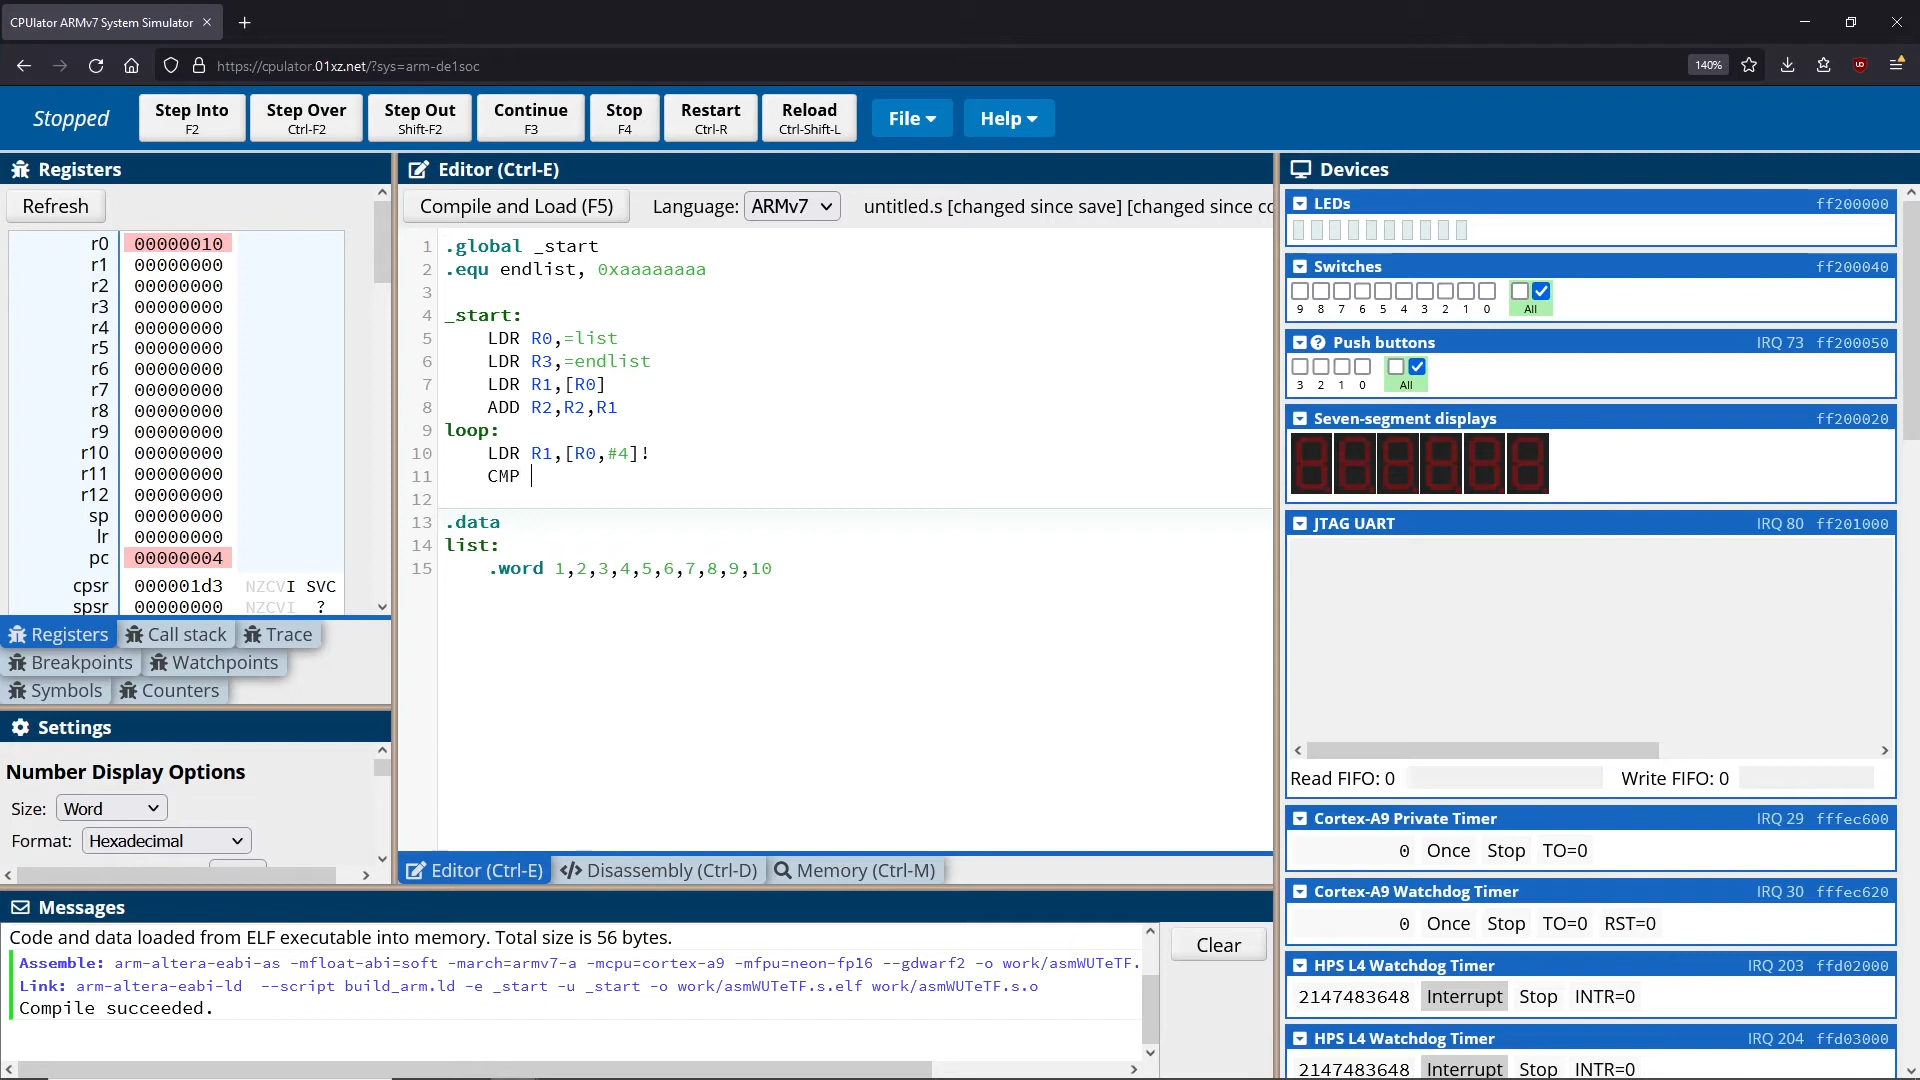 CPUlator ARMv7 System Simulator
https://cpulator.01xz.net/?sys=arm-de1soc
140%
Stopped
Step Into
F2
Step Over
Ctrl-F2
Step Out
Shift-F2
Continue
F3
Stop
F4
Restart
Ctrl-R
Reload
Ctrl-Shift-L
File
Help
Registers
Refresh
r0 00000010
r1 00000000
r2 00000000
r3 00000000
r4 00000000
r5 00000000
r6 00000000
r7 00000000
r8 00000000
r9 00000000
r10 00000000
r11 00000000
r12 00000000
sp 00000000
lr 00000000
pc 00000004
cpsr 000001d3 NZCVI SVC
spsr 00000000 NZCVI ?
Registers Call stack Trace
Breakpoints Watchpoints
Symbols Counters
Settings
Number Display Options
Size: Word
Format: Hexadecimal
Editor (Ctrl-E)
Compile and Load (F5) Language: ARMv7 untitled.s [changed since save] [changed since co
1 .global _start
2 .equ endlist, 0xaaaaaaaa
3
4 _start:
5 LDR R0,=list
6 LDR R3,=endlist
7 LDR R1,[R0]
8 ADD R2,R2,R1
9 loop:
10 LDR R1,[R0,#4]!
11 CMP
12
13 .data
14 list:
15 .word 1,2,3,4,5,6,7,8,9,10
Editor (Ctrl-E) Disassembly (Ctrl-D) Memory (Ctrl-M)
Messages
Code and data loaded from ELF executable into memory. Total size is 56 bytes.
Assemble: arm-altera-eabi-as -mfloat-abi=soft -march=armv7-a -mcpu=cortex-a9 -mfpu=neon-fp16 --gdwarf2 -o work/asmWUTeTF.
Link: arm-altera-eabi-ld --script build_arm.ld -e _start -u _start -o work/asmWUTeTF.s.elf work/asmWUTeTF.s.o
Compile succeeded.
Clear
Devices
LEDs ff200000
Switches ff200040
9 8 7 6 5 4 3 2 1 0 All
Push buttons IRQ 73 ff200050
3 2 1 0 All
Seven-segment displays ff200020
JTAG UART IRQ 80 ff201000
Read FIFO: 0 Write FIFO: 0
Cortex-A9 Private Timer IRQ 29 fffec600
0 Once Stop TO=0
Cortex-A9 Watchdog Timer IRQ 30 fffec620
0 Once Stop TO=0 RST=0
HPS L4 Watchdog Timer IRQ 203 ffd02000
2147483648 Interrupt Stop INTR=0
HPS L4 Watchdog Timer IRQ 204 ffd03000
2147483648 Interrupt Stop INTR=0